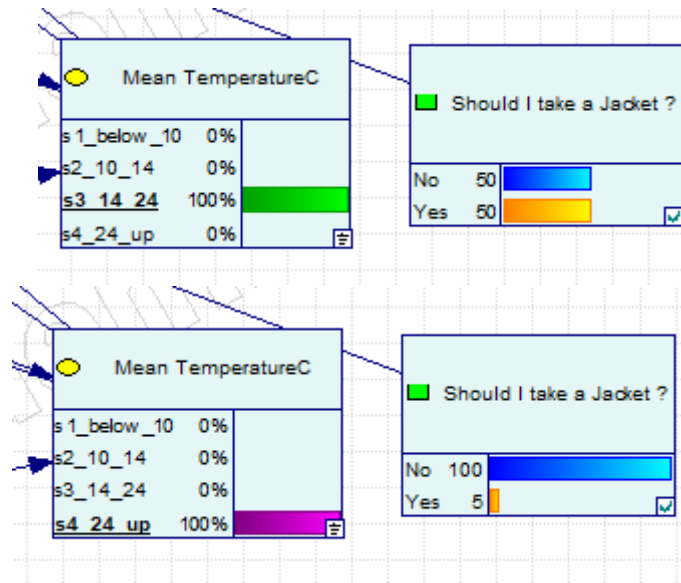 Mean TemperatureC
s1_below_10 0%
s2_10_14 0%
s3_14_24 100%
s4_24_up 0%
Should I take a Jacket ?
No 50
Yes 50
Mean TemperatureC
s1_below_10 0%
s2_10_14 0%
s3_14_24 0%
s4_24_up 100%
Should I take a Jacket ?
No 100
Yes 5